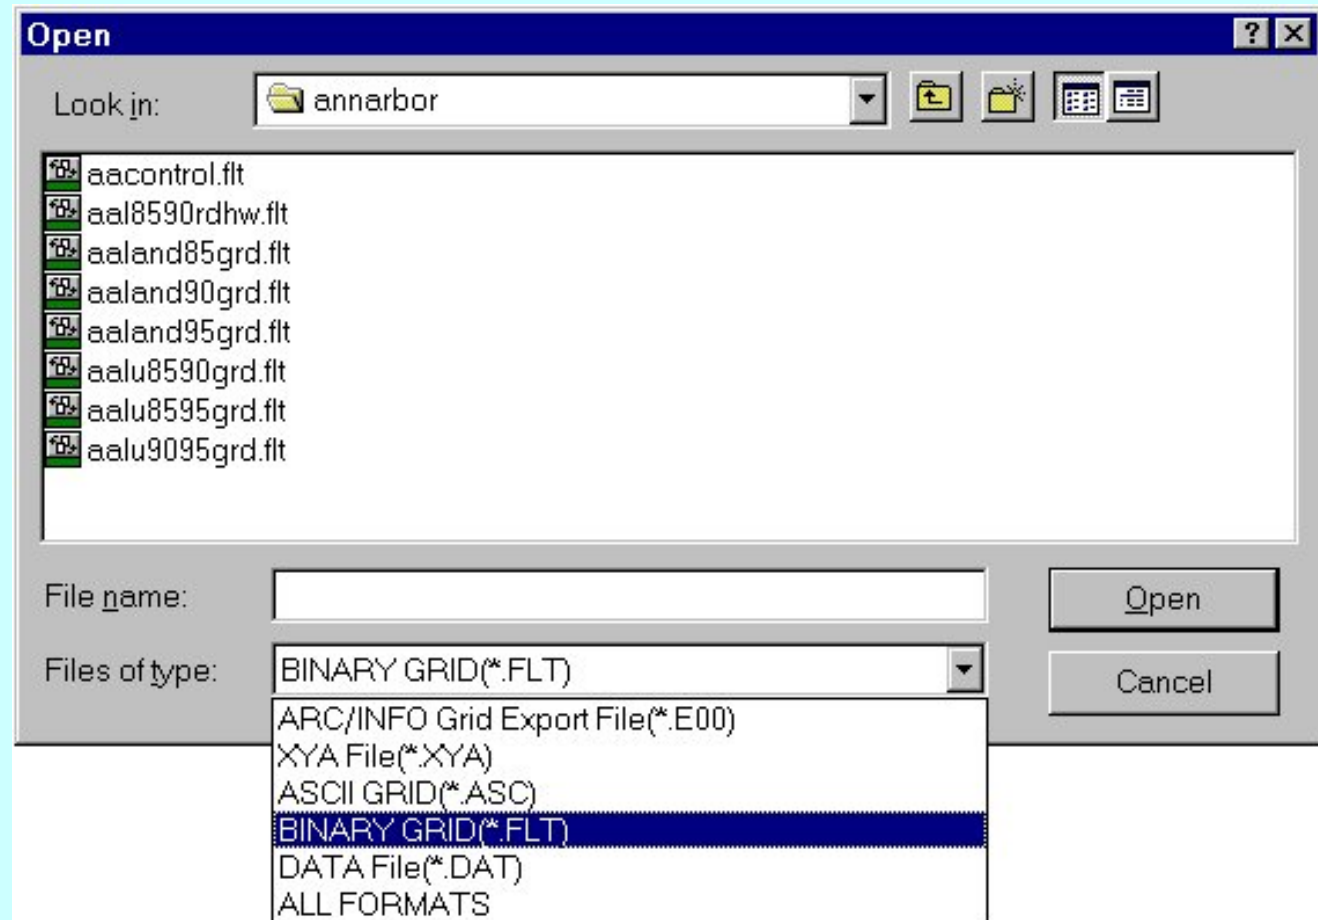 Open
Look in:
annarbor
aacontrol.flt
aal8590rdhw.flt
aaland85grd.flt
aaland90grd.flt
aaland95grd.flt
aalu8590grd.flt
aalu8595grd.flt
aalu9095grd.flt
File name:
Open
Files of type:
BINARY GRID(*.FLT)
Cancel
ARC/INFO Grid Export File(*.E00)
XYA File(*.XYA)
ASCII GRID(*.ASC)
BINARY GRID(*.FLT)
DATA File(*.DAT)
ALL FORMATS